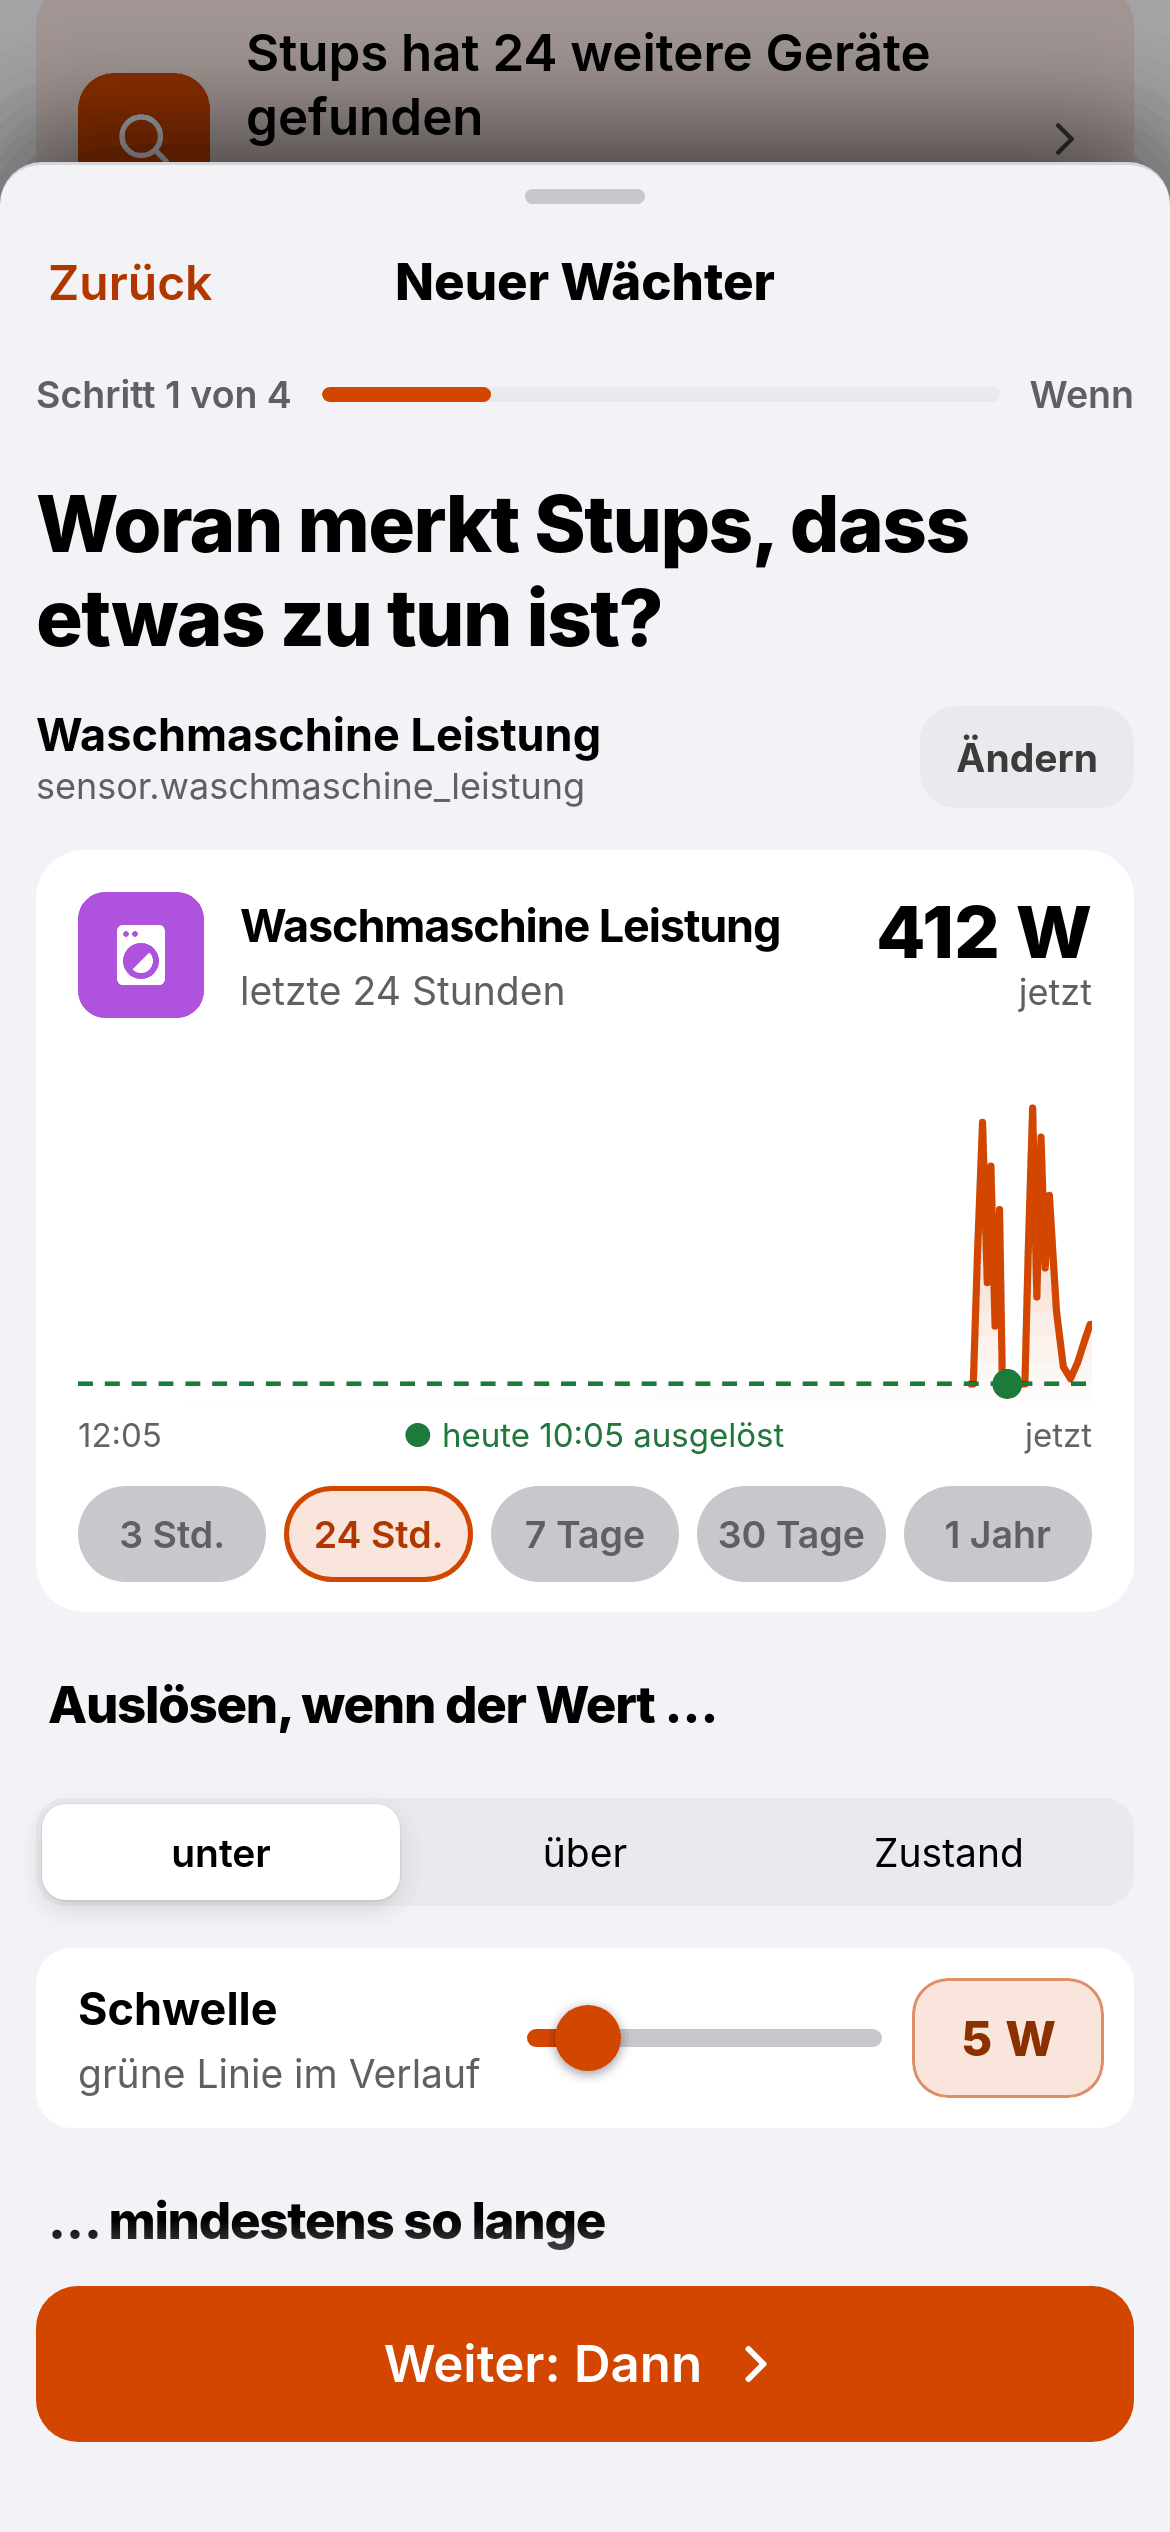 Stups hat 24 weitere Geräte
gefunden
Zurück
Neuer Wächter
Schritt 1 von 4
Wenn
Woran merkt Stups, dass
etwas zu tun ist?
Waschmaschine Leistung
sensor.waschmaschine_leistung
Ändern
Waschmaschine Leistung
letzte 24 Stunden
412 W
jetzt
12:05
heute 10:05 ausgelöst
jetzt
3 Std.
24 Std.
7 Tage
30 Tage
1 Jahr
Auslösen, wenn der Wert …
unter
über
Zustand
Schwelle
grüne Linie im Verlauf
5 W
… mindestens so lange
Weiter: Dann